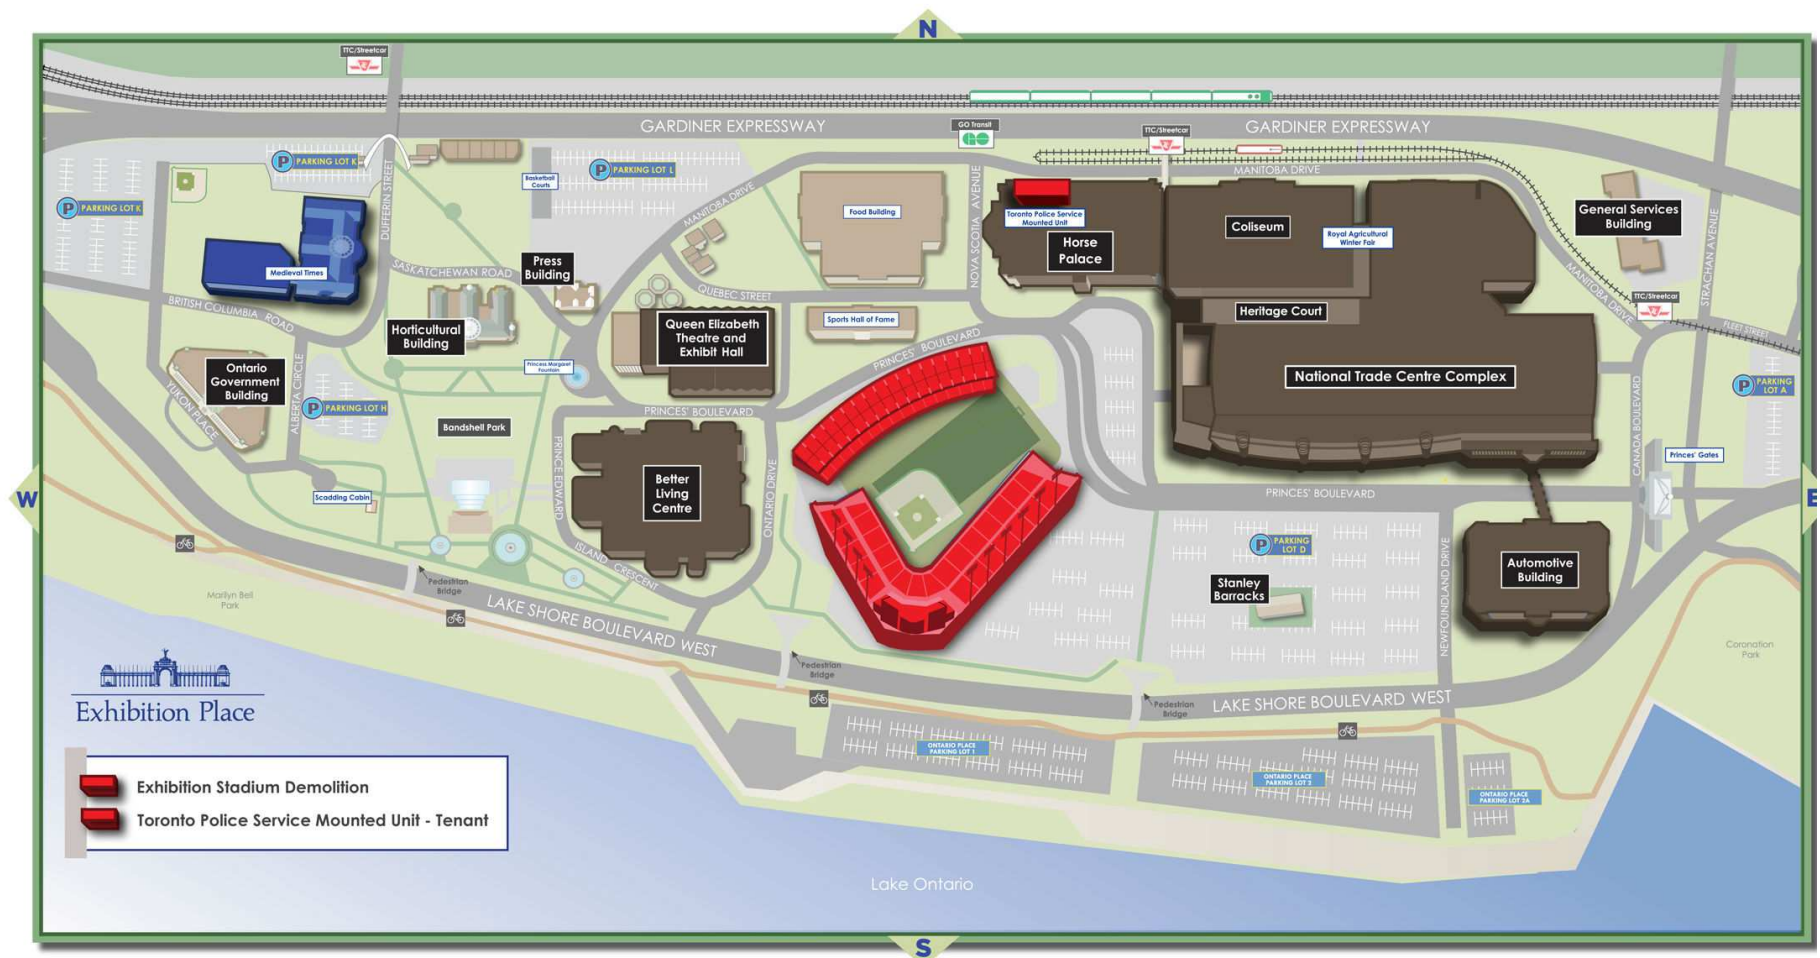 N
TTC/Streetcar
GARDINER EXPRESSWAY
GO Transit
TTC/Streetcar
GARDINER EXPRESSWAY
P PARKING LOT K
P PARKING LOT L
Basketball
Courts
MANITOBA DRIVE
P PARKING LOT K
DUFFERIN STREET
MANITOBA DRIVE
Food Building
NOVA SCOTIA AVENUE
Toronto Police Service
Mounted Unit
Horse
Palace
Coliseum
Royal Agricultural
Winter Fair
General Services
Building
STRACHAN AVENUE
Medieval Times
SASKATCHEWAN ROAD
Press
Building
QUEBEC STREET
MANITOBA DRIVE
TTC/Streetcar
BRITISH COLUMBIA ROAD
Horticultural
Building
Queen Elizabeth
Theatre and
Exhibit Hall
Sports Hall of Fame
Heritage Court
FLEET STREET
PRINCES' BOULEVARD
Princess Margaret
Fountain
Ontario
Government
Building
ALBERTA CIRCLE
YUKON PLACE
P PARKING LOT H
National Trade Centre Complex
P PARKING
LOT A
PRINCES' BOULEVARD
Bandshell Park
CANADA BOULEVARD
Princes' Gates
PRINCE EDWARD
ISLAND CRESCENT
Better
Living
Centre
ONTARIO DRIVE
W
Scadding Cabin
PRINCES' BOULEVARD
E
P PARKING
LOT D
NEWFOUNDLAND DRIVE
Automotive
Building
Stanley
Barracks
Pedestrian
Bridge
Marilyn Bell
Park
LAKE SHORE BOULEVARD WEST
Coronation
Park
Pedestrian
Bridge
Pedestrian
Bridge
LAKE SHORE BOULEVARD WEST
Exhibition Place
ONTARIO PLACE
PARKING LOT 1
ONTARIO PLACE
PARKING LOT 2
ONTARIO PLACE
PARKING LOT 2A
Exhibition Stadium Demolition
Toronto Police Service Mounted Unit - Tenant
Lake Ontario
S